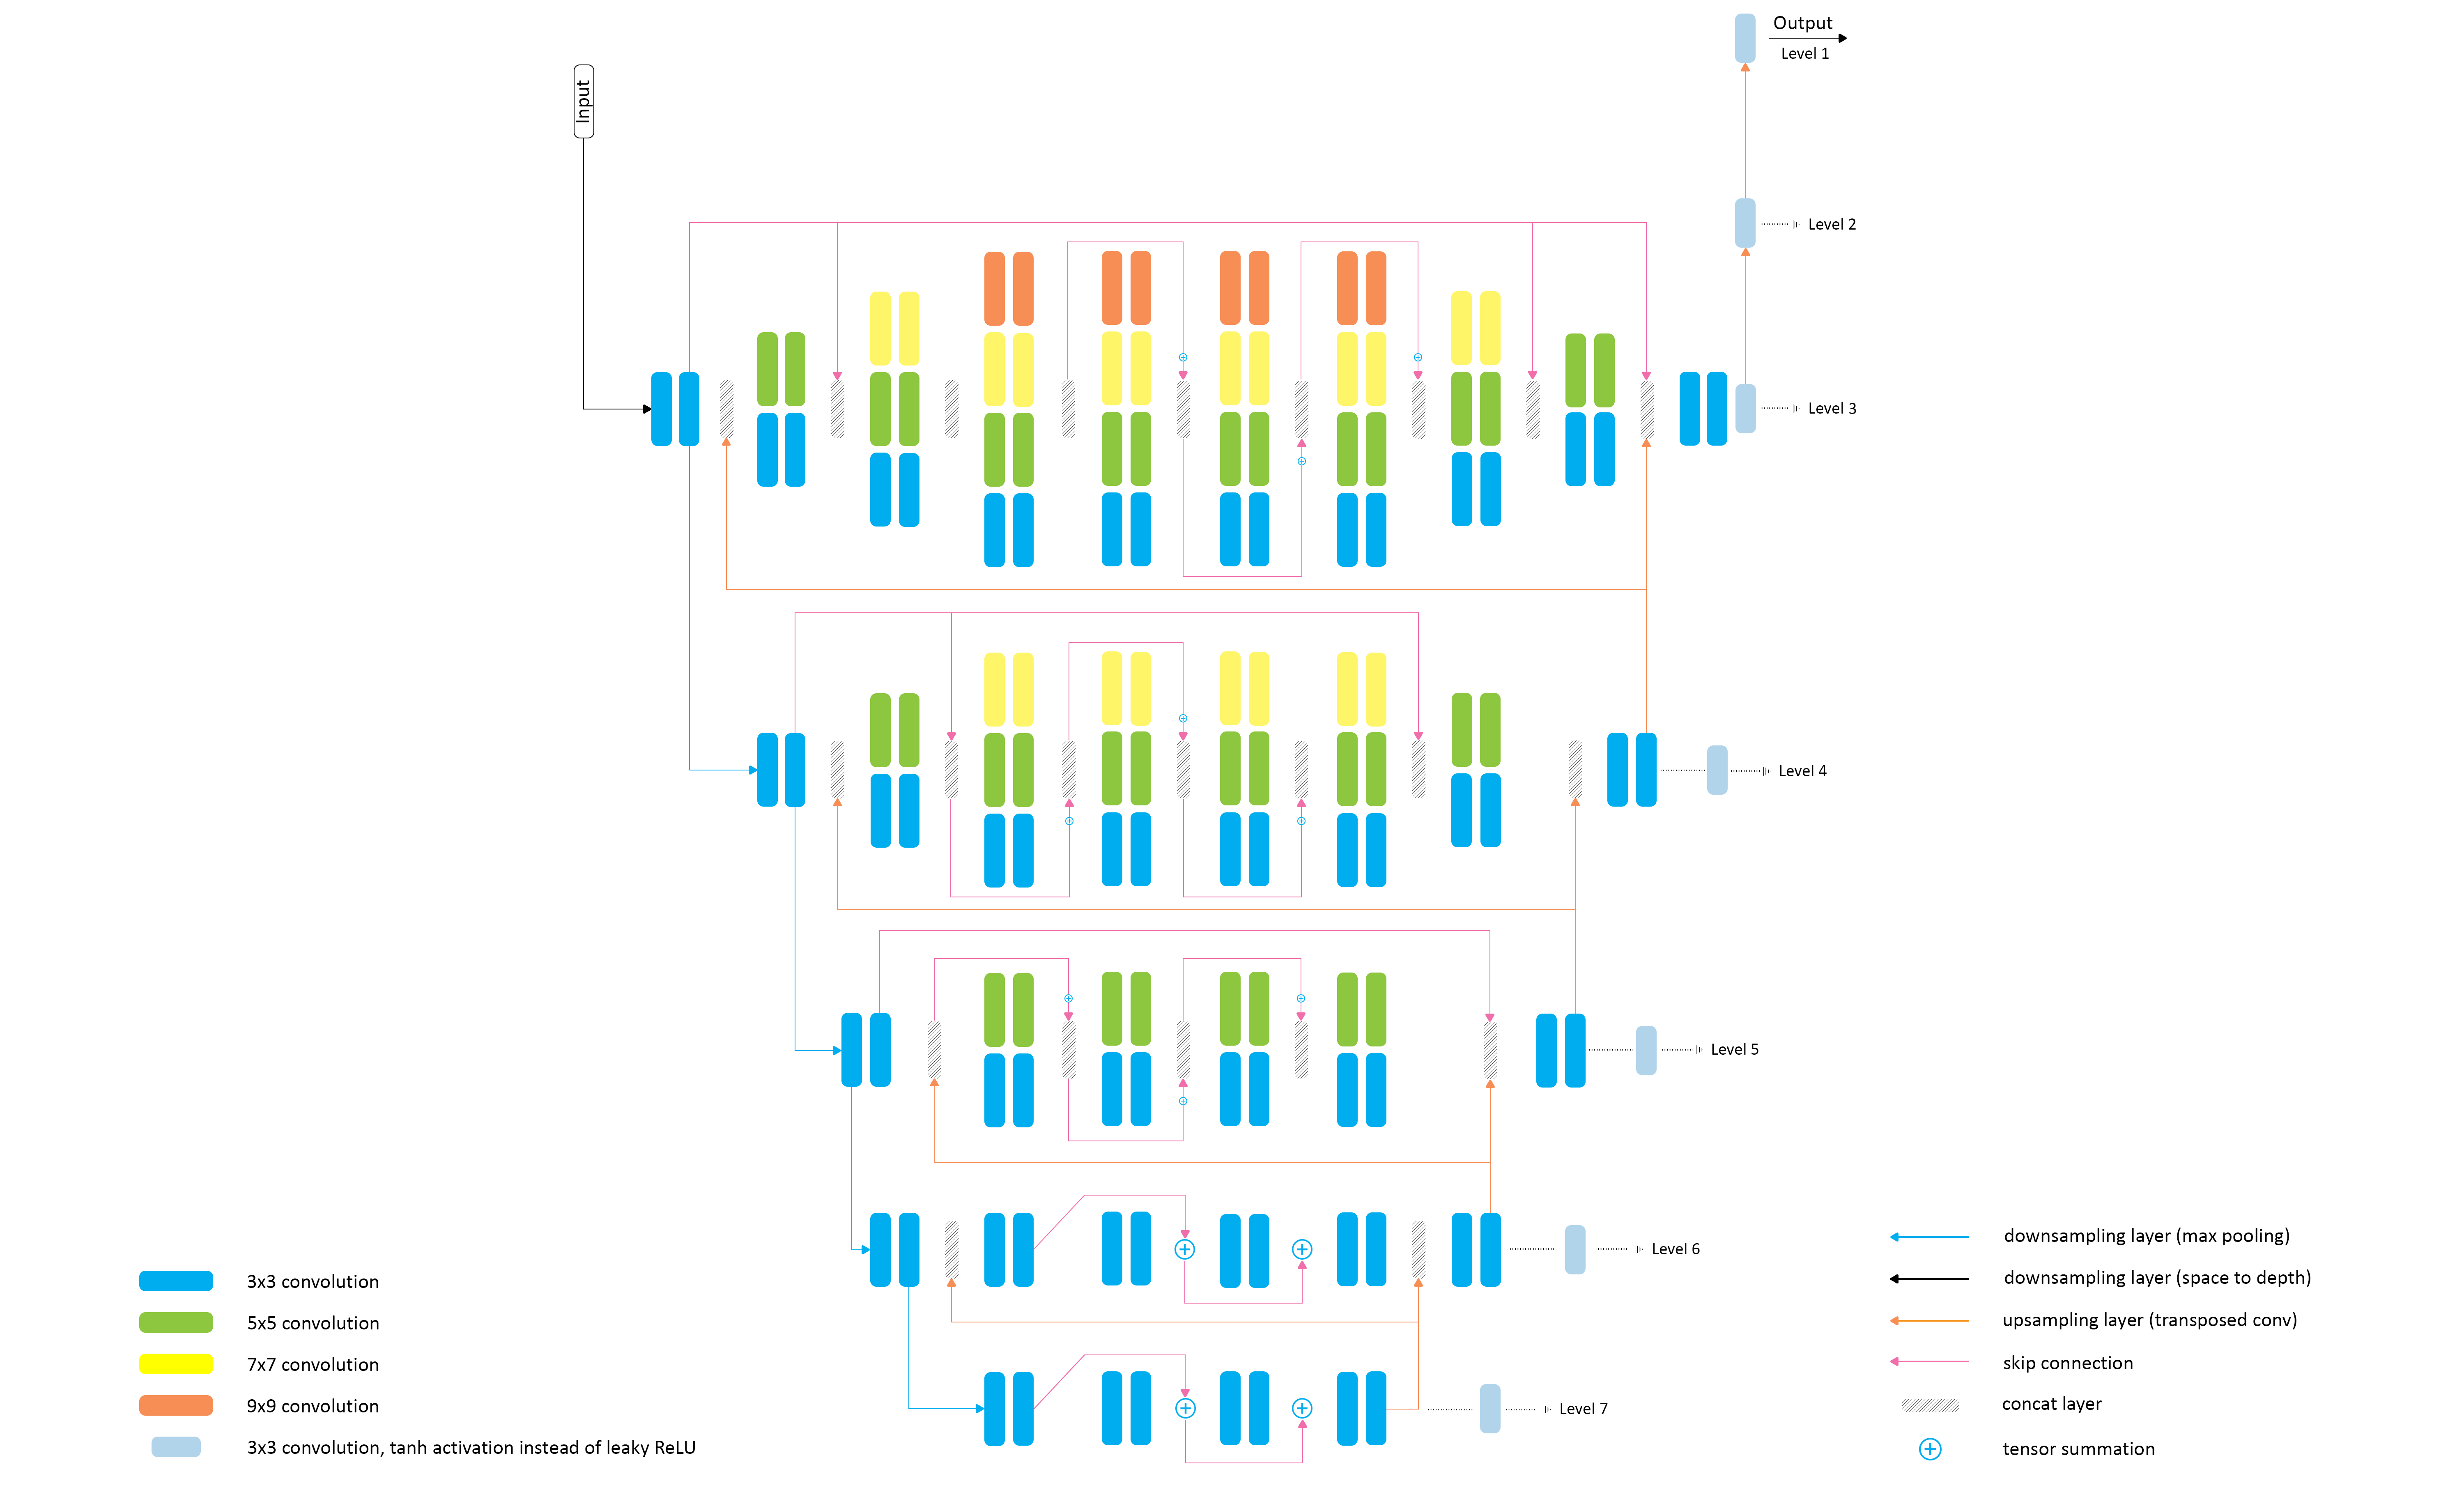 Output
Level 1
Input
Level 2
Level 3
Level 4
Level 5
Level 6
Level 7
3x3 convolution
5x5 convolution
7x7 convolution
9x9 convolution
3x3 convolution, tanh activation instead of leaky ReLU
downsampling layer (max pooling)
downsampling layer (space to depth)
upsampling layer (transposed conv)
skip connection
concat layer
tensor summation